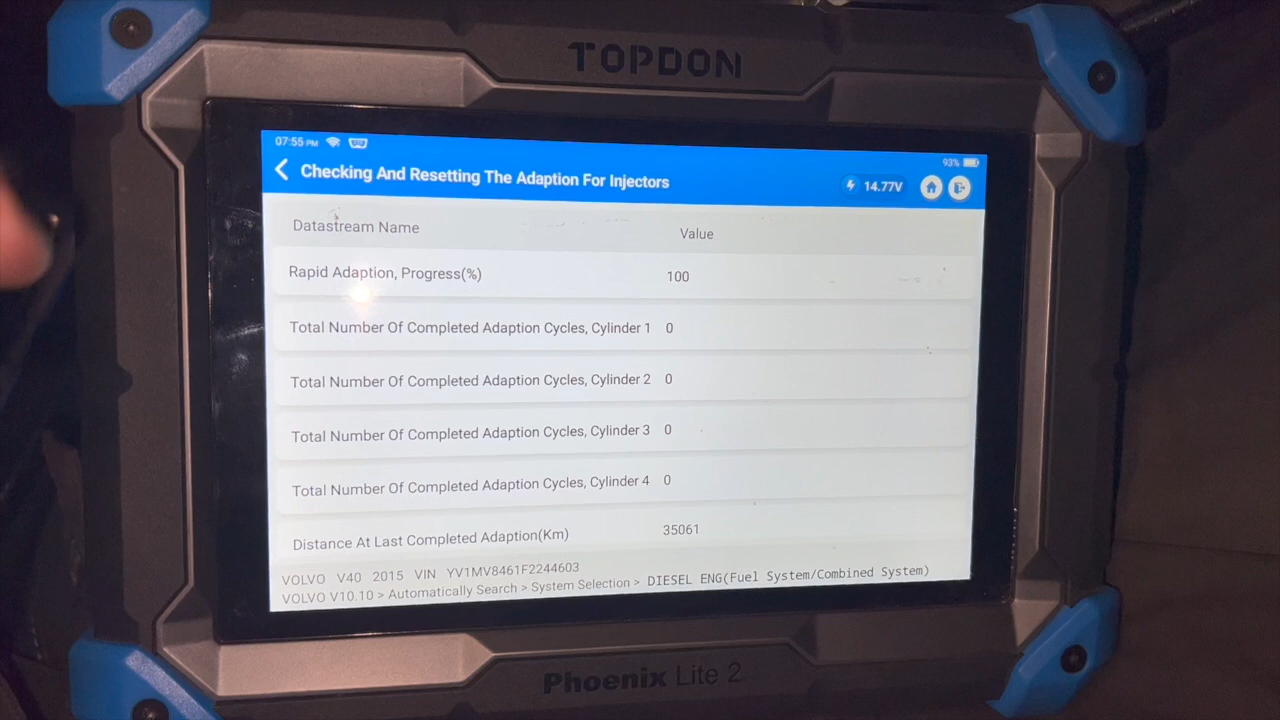 TOPDON
07:55 PM
93%
Checking And Resetting The Adaption For Injectors
14.77V
Datastream Name Value
Rapid Adaption, Progress(%) 100
Total Number Of Completed Adaption Cycles, Cylinder 1 0
Total Number Of Completed Adaption Cycles, Cylinder 2 0
Total Number Of Completed Adaption Cycles, Cylinder 3 0
Total Number Of Completed Adaption Cycles, Cylinder 4 0
Distance At Last Completed Adaption(Km) 35061
VOLVO V40 2015 VIN YV1MV8461F2244603
VOLVO V10.10 > Automatically Search > System Selection > DIESEL ENG(Fuel System/Combined System)
Phoenix Lite 2